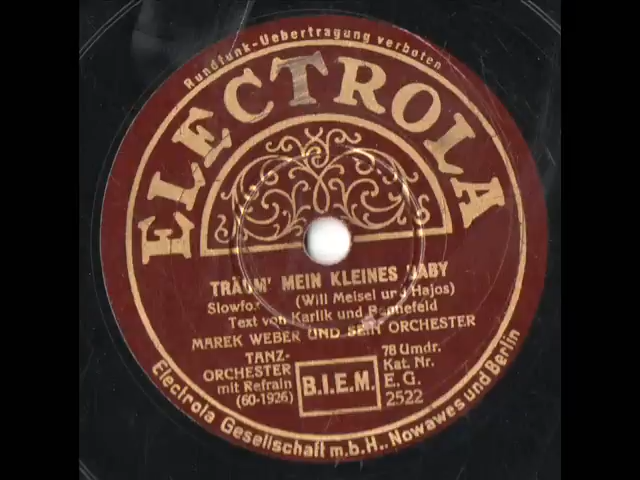 Rundfunk-Uebertragung verboten
ELECTROLA
TRÄUM' MEIN KLEINES BABY
Slowfox (Will Meisel und Hajos)
Text von Karlik und Bennefeld
MAREK WEBER UND SEIN ORCHESTER
TANZ-
ORCHESTER
mit Refrain
(60-1926)
B.I.E.M.
78 Umdr.
Kat. Nr.
E.G.
2522
Electrola Gesellschaft m.b.H., Nowawes und Berlin